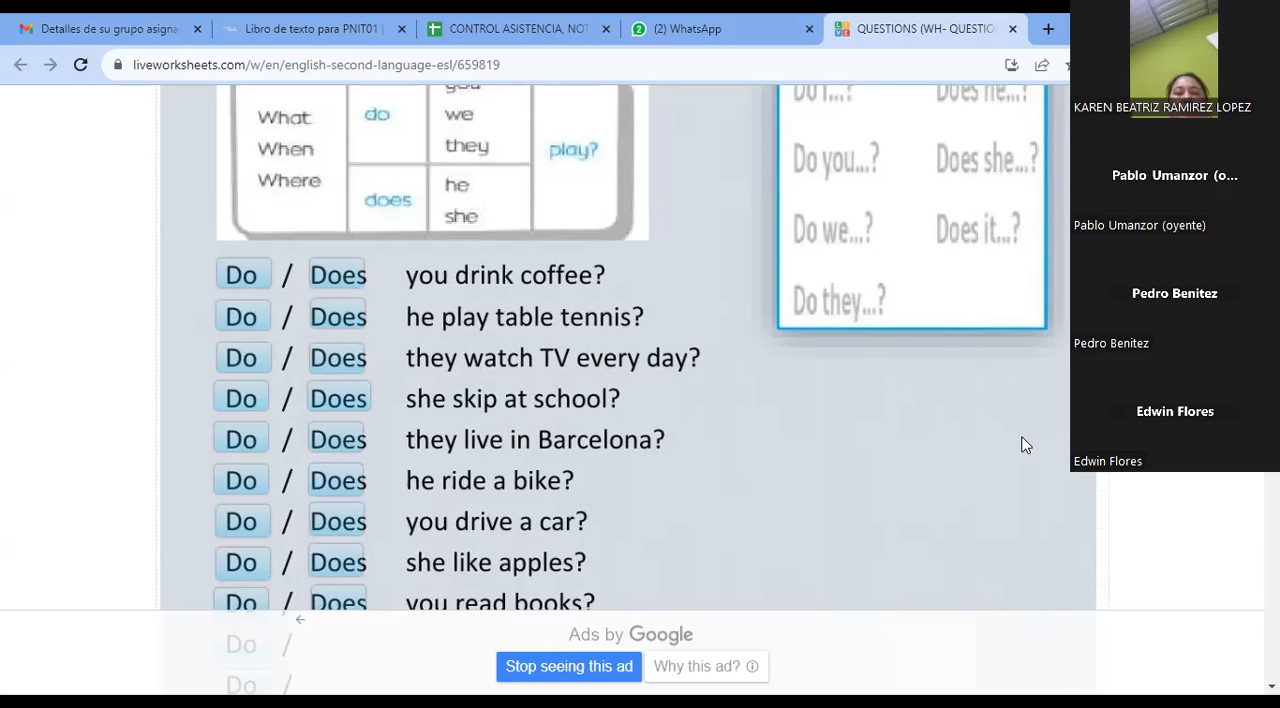 Detalles de su grupo asigna
Libro de texto para PNIT01 |
CONTROL ASISTENCIA, NOT
(2) WhatsApp
QUESTIONS (WH- QUESTIO
liveworksheets.com/w/en/english-second-language-esl/659819
you
What do we
When they play?
Where he
does she
Do I...? Does he...?
Do you...? Does she...?
Do we...? Does it...?
Do they...?
Do / Does you drink coffee?
Do / Does he play table tennis?
Do / Does they watch TV every day?
Do / Does she skip at school?
Do / Does they live in Barcelona?
Do / Does he ride a bike?
Do / Does you drive a car?
Do / Does she like apples?
Do / Does you read books?
Do /
Do /
Ads by Google
Stop seeing this ad
Why this ad?
KAREN BEATRIZ RAMIREZ LOPEZ
Pablo Umanzor (o...
Pablo Umanzor (oyente)
Pedro Benitez
Pedro Benitez
Edwin Flores
Edwin Flores